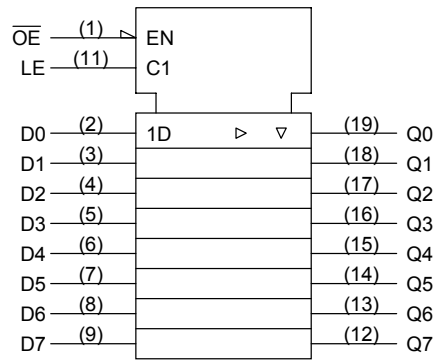 OE (1) EN
LE (11) C1
D0 (2) 1D (19) Q0
D1 (3) (18) Q1
D2 (4) (17) Q2
D3 (5) (16) Q3
D4 (6) (15) Q4
D5 (7) (14) Q5
D6 (8) (13) Q6
D7 (9) (12) Q7